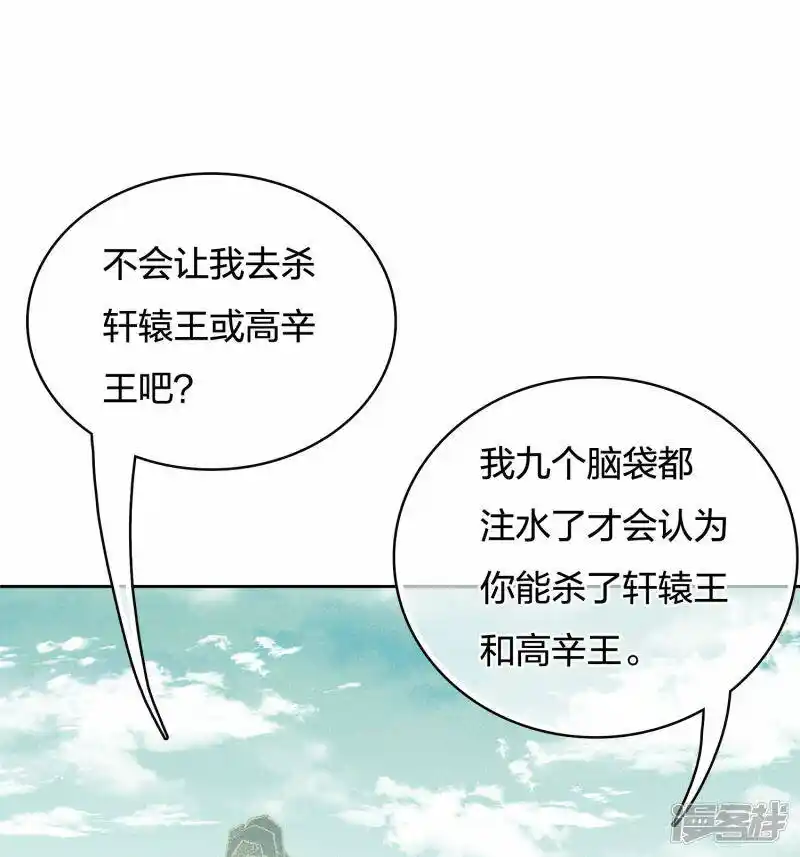 不会让我去杀
轩辕王或高辛
王吧？
我九个脑袋都
注水了才会认为
你能杀了轩辕王
和高辛王。
漫客栈